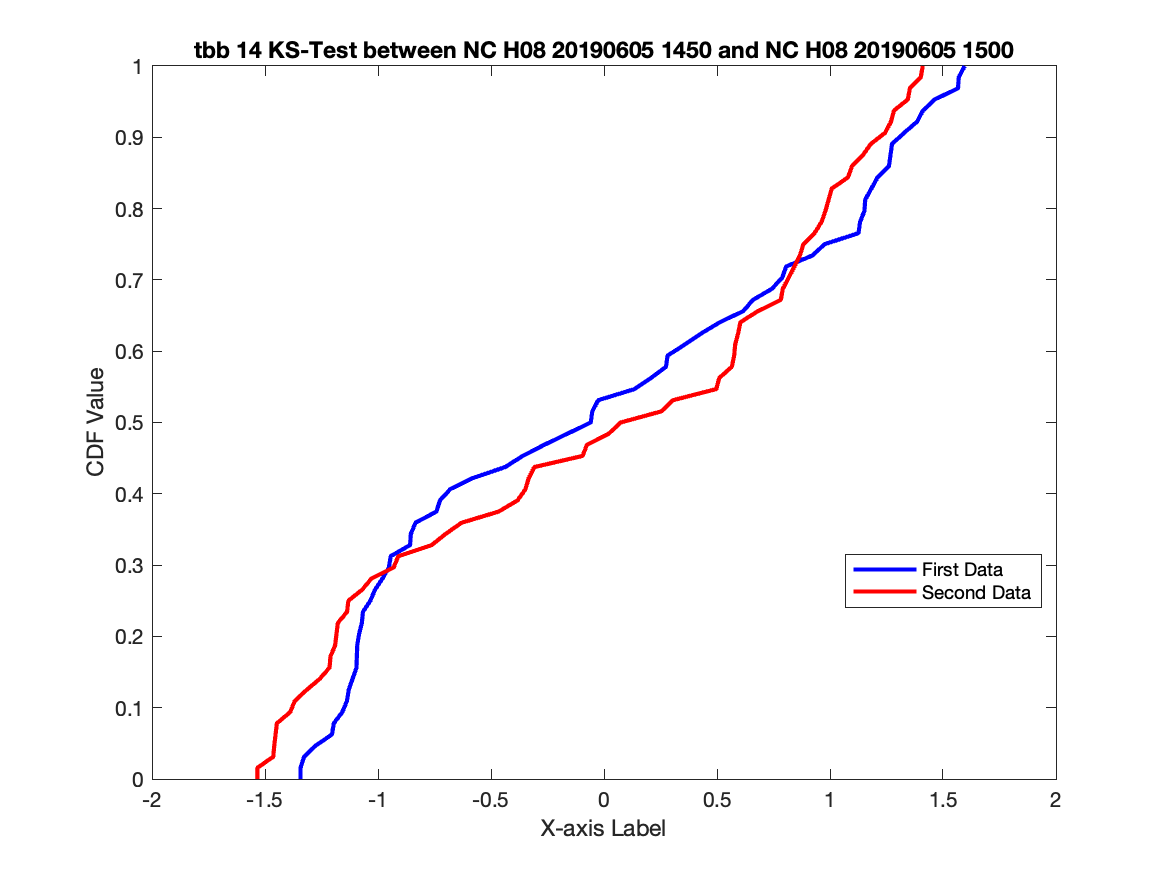 tbb 14 KS-Test between NC H08 20190605 1450 and NC H08 20190605 1500
1
0.9
0.8
0.7
0.6
0.5
0.4
0.3
0.2
0.1
0
CDF Value
First Data
Second Data
-2 -1.5 -1 -0.5 0 0.5 1 1.5 2
X-axis Label